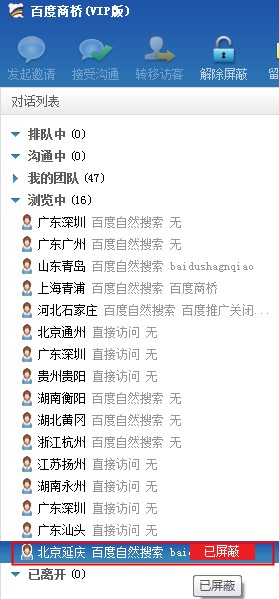 百度商桥(VIP版)
发起邀请 接受沟通 转移访客 解除屏蔽 留
对话列表
排队中 (0)
沟通中 (0)
我的团队 (47)
浏览中 (16)
广东深圳 百度自然搜索 无
广东广州 百度自然搜索 无
山东青岛 百度自然搜索 baidushagnqiao
上海青浦 百度自然搜索 百度商桥
河北石家庄 百度自然搜索 百度推广关闭...
北京通州 直接访问 无
广东深圳 直接访问 无
贵州贵阳 直接访问 无
湖南衡阳 百度自然搜索 无
湖北黄冈 百度自然搜索 无
浙江杭州 百度自然搜索 无
江苏扬州 直接访问 无
湖南永州 直接访问 无
广东深圳 直接访问 无
广东汕头 直接访问 无
北京延庆 百度自然搜索 bai 已屏蔽
已离开 (0) 已屏蔽